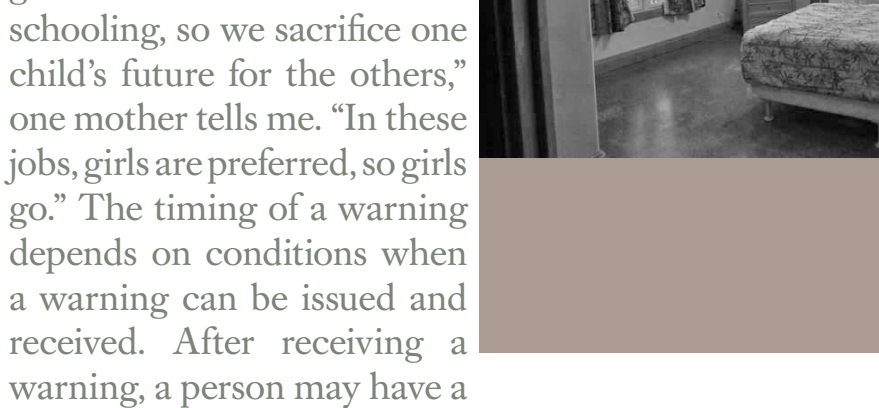 schooling, so we sacrifice one
child’s future for the others,”
one mother tells me. “In these
jobs, girls are preferred, so girls
go.” The timing of a warning
depends on conditions when
a warning can be issued and
received. After receiving a
warning, a person may have a